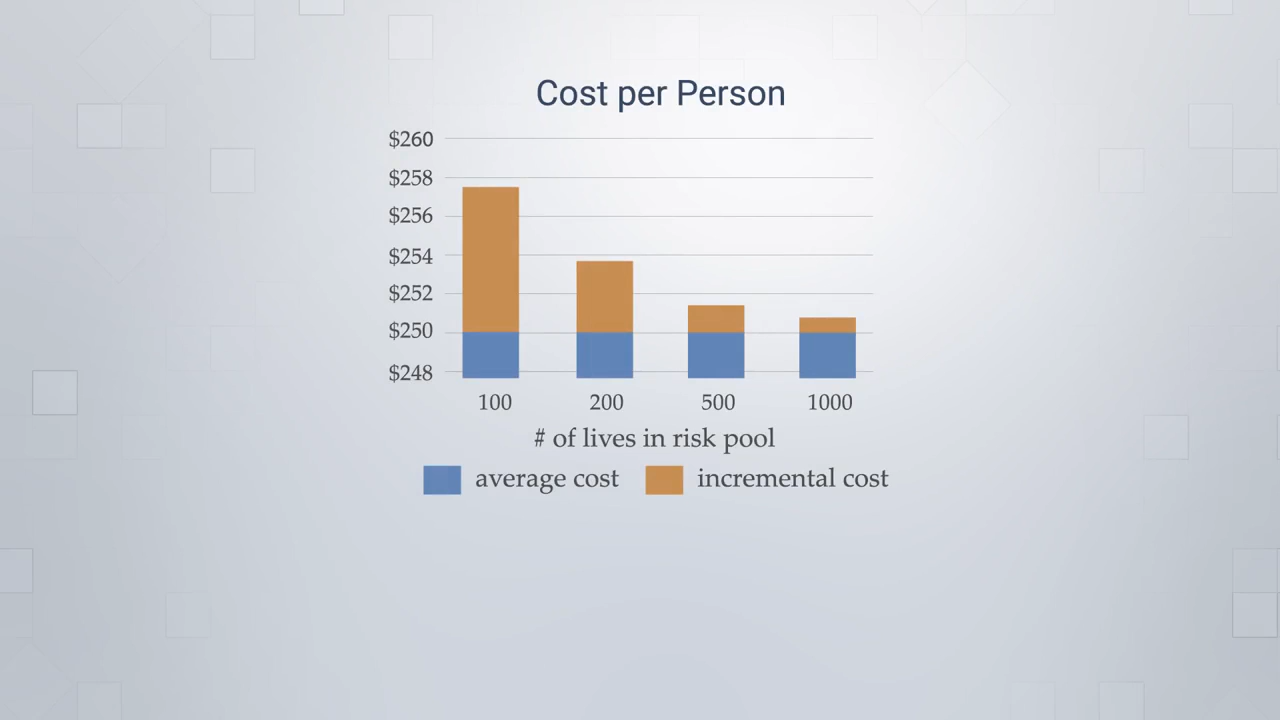 Cost per Person
$260
$258
$256
$254
$252
$250
$248
100 200 500 1000
# of lives in risk pool
average cost incremental cost